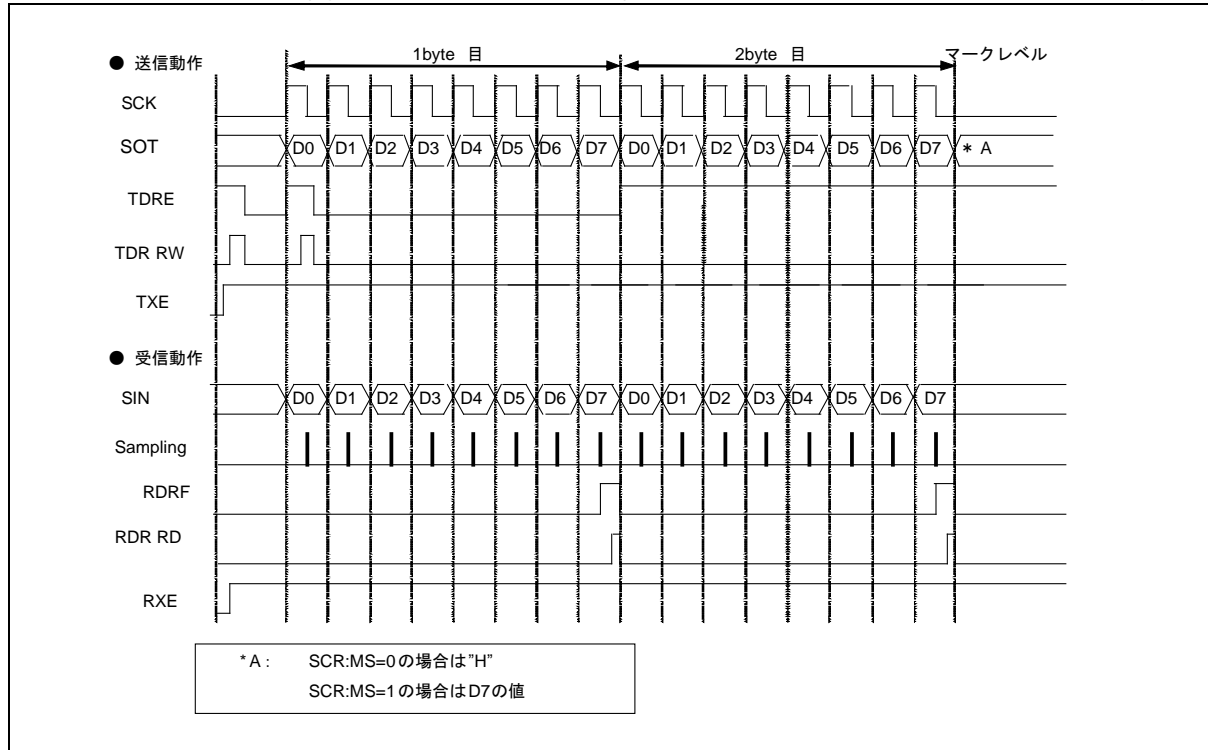 ● 送信動作
1byte 目 2byte 目 マークレベル
SCK
SOT D0 D1 D2 D3 D4 D5 D6 D7 D0 D1 D2 D3 D4 D5 D6 D7 * A
TDRE
TDR RW
TXE
● 受信動作
SIN D0 D1 D2 D3 D4 D5 D6 D7 D0 D1 D2 D3 D4 D5 D6 D7
Sampling
RDRF
RDR RD
RXE
* A : SCR:MS=0の場合は"H"
SCR:MS=1の場合はD7の値